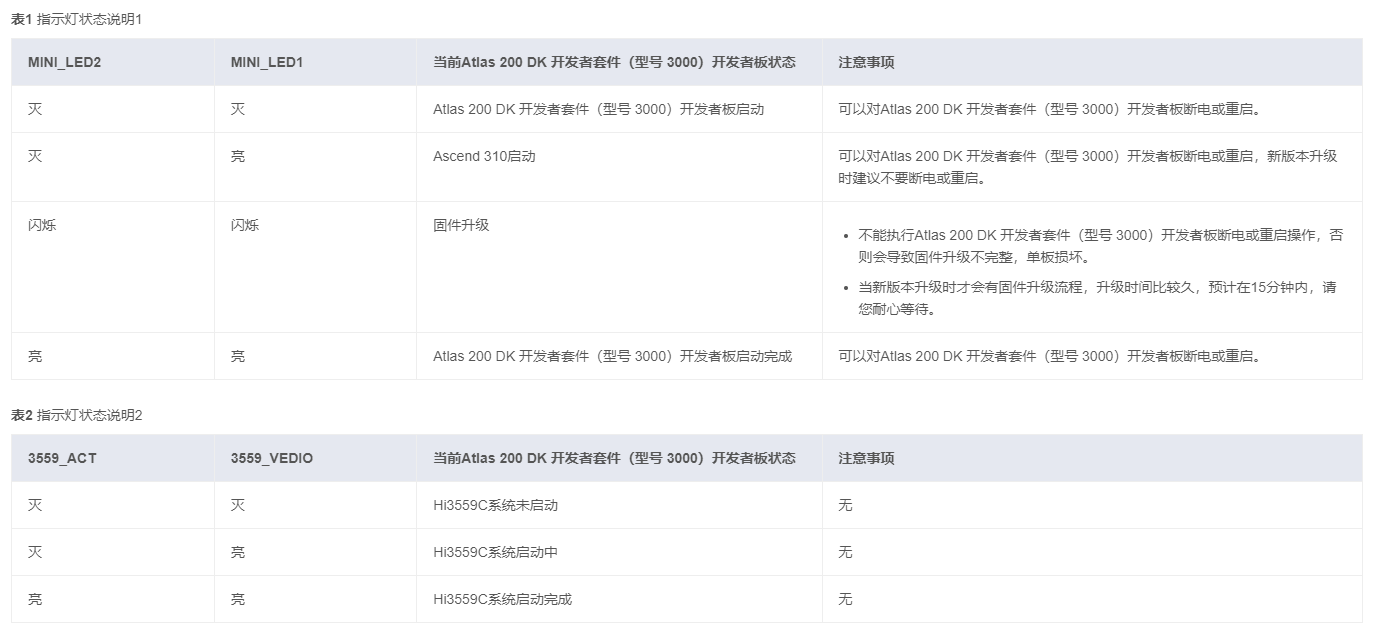 表1 指示灯状态说明1
MINI_LED2 MINI_LED1 当前Atlas 200 DK 开发者套件（型号 3000）开发者板状态 注意事项
灭 灭 Atlas 200 DK 开发者套件（型号 3000）开发者板启动 可以对Atlas 200 DK 开发者套件（型号 3000）开发者板断电或重启。
灭 亮 Ascend 310启动 可以对Atlas 200 DK 开发者套件（型号 3000）开发者板断电或重启，新版本升级
时建议不要断电或重启。
闪烁 闪烁 固件升级
• 不能执行Atlas 200 DK 开发者套件（型号 3000）开发者板断电或重启操作，否
则会导致固件升级不完整，单板损坏。
• 当新版本升级时才会有固件升级流程，升级时间比较久，预计在15分钟内，请
您耐心等待。
亮 亮 Atlas 200 DK 开发者套件（型号 3000）开发者板启动完成 可以对Atlas 200 DK 开发者套件（型号 3000）开发者板断电或重启。
表2 指示灯状态说明2
3559_ACT 3559_VEDIO 当前Atlas 200 DK 开发者套件（型号 3000）开发者板状态 注意事项
灭 灭 Hi3559C系统未启动 无
灭 亮 Hi3559C系统启动中 无
亮 亮 Hi3559C系统启动完成 无